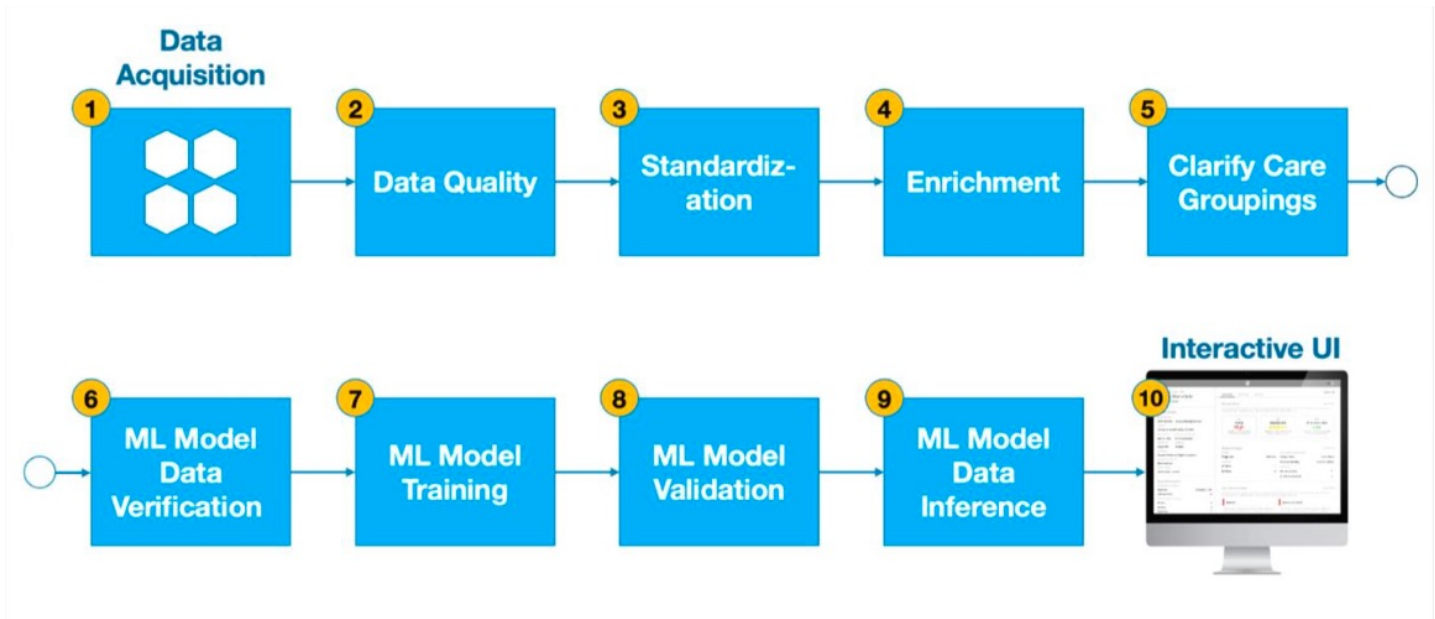 Data
Acquisition
1
2
Data Quality
3
Standardiz-
ation
4
Enrichment
5
Clarify Care
Groupings
6
ML Model
Data
Verification
7
ML Model
Training
8
ML Model
Validation
9
ML Model
Data
Inference
Interactive UI
10